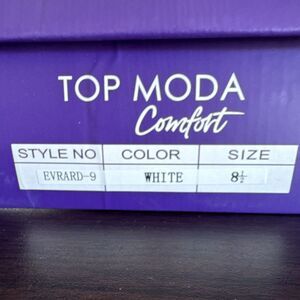 TOP MODA
Comfort
STYLE NO COLOR SIZE
EVRARD-9 WHITE 8½